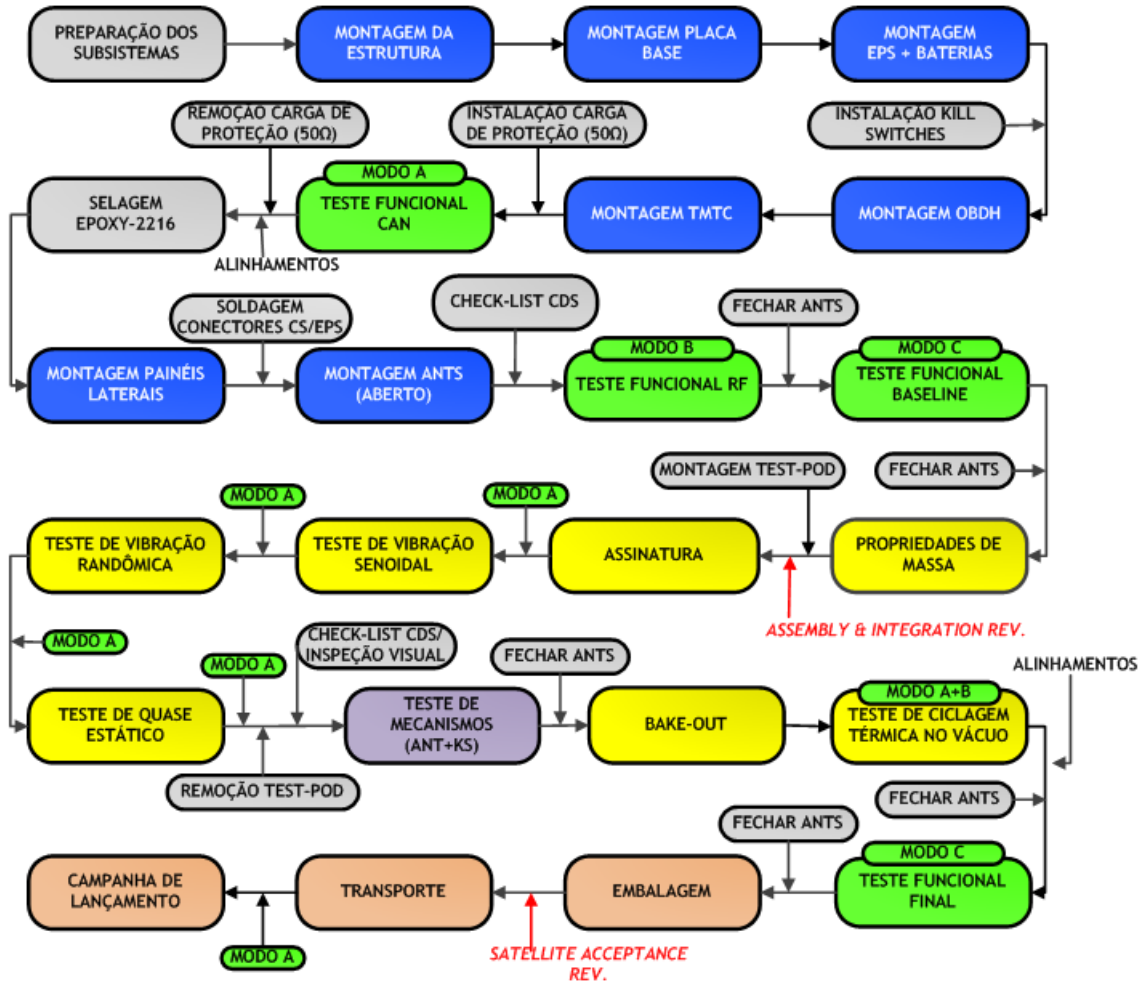 PREPARAÇÃO DOS
SUBSISTEMAS
MONTAGEM DA
ESTRUTURA
MONTAGEM PLACA
BASE
MONTAGEM
EPS + BATERIAS
REMOÇÃO CARGA DE
PROTEÇÃO (50Ω)
INSTALAÇÃO CARGA
DE PROTEÇÃO (50Ω)
INSTALAÇÃO KILL
SWITCHES
SELAGEM
EPOXY-2216
MODO A
TESTE FUNCIONAL
CAN
MONTAGEM TMTC
MONTAGEM OBDH
ALINHAMENTOS
SOLDAGEM
CONECTORES CS/EPS
CHECK-LIST CDS
FECHAR ANTS
MONTAGEM PAINÉIS
LATERAIS
MONTAGEM ANTS
(ABERTO)
MODO B
TESTE FUNCIONAL RF
MODO C
TESTE FUNCIONAL
BASELINE
MONTAGEM TEST-POD
FECHAR ANTS
MODO A
MODO A
TESTE DE VIBRAÇÃO
RANDÔMICA
TESTE DE VIBRAÇÃO
SENOIDAL
ASSINATURA
PROPRIEDADES DE
MASSA
ASSEMBLY & INTEGRATION REV.
MODO A
MODO A
CHECK-LIST CDS/
INSPEÇÃO VISUAL
FECHAR ANTS
ALINHAMENTOS
TESTE DE QUASE
ESTÁTICO
TESTE DE
MECANISMOS
(ANT+KS)
BAKE-OUT
MODO A+B
TESTE DE CICLAGEM
TÉRMICA NO VÁCUO
REMOÇÃO TEST-POD
FECHAR ANTS
FECHAR ANTS
CAMPANHA DE
LANÇAMENTO
TRANSPORTE
EMBALAGEM
MODO C
TESTE FUNCIONAL
FINAL
MODO A
SATELLITE ACCEPTANCE
REV.